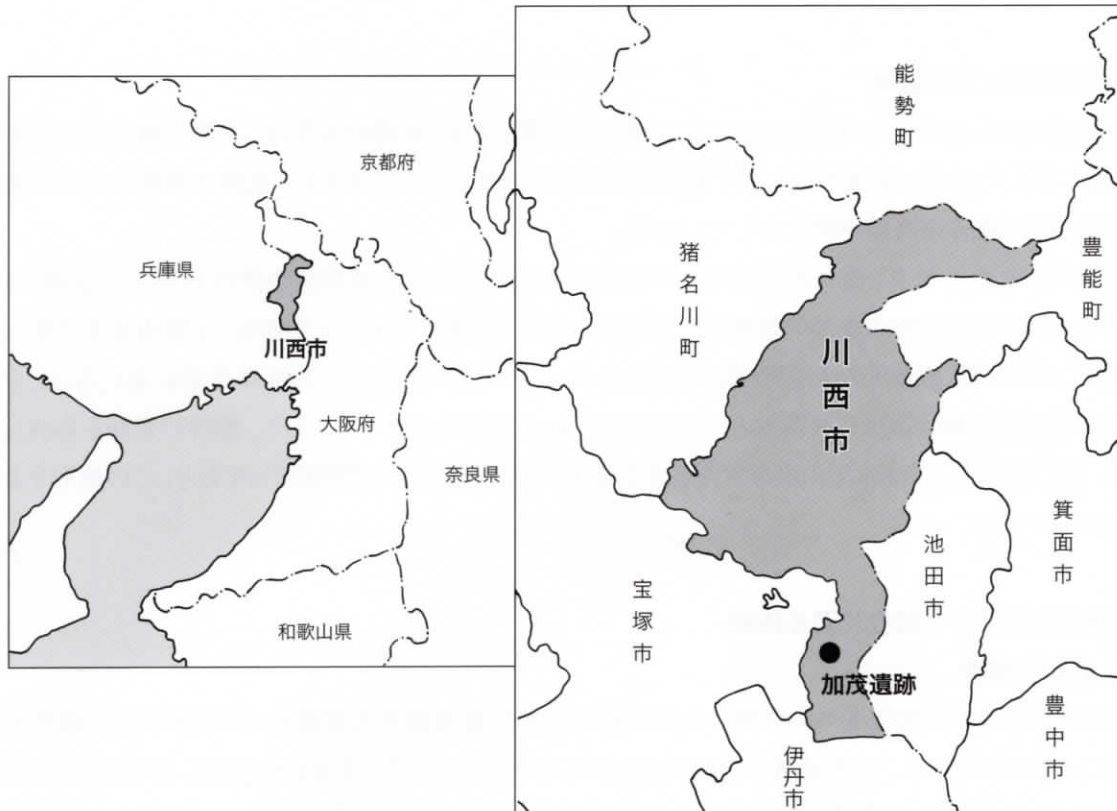 京都府
兵庫県
川西市
大阪府
奈良県
和歌山県
能勢町
猪名川町
豊能町
川西市
箕面市
池田市
宝塚市
加茂遺跡
豊中市
伊丹市